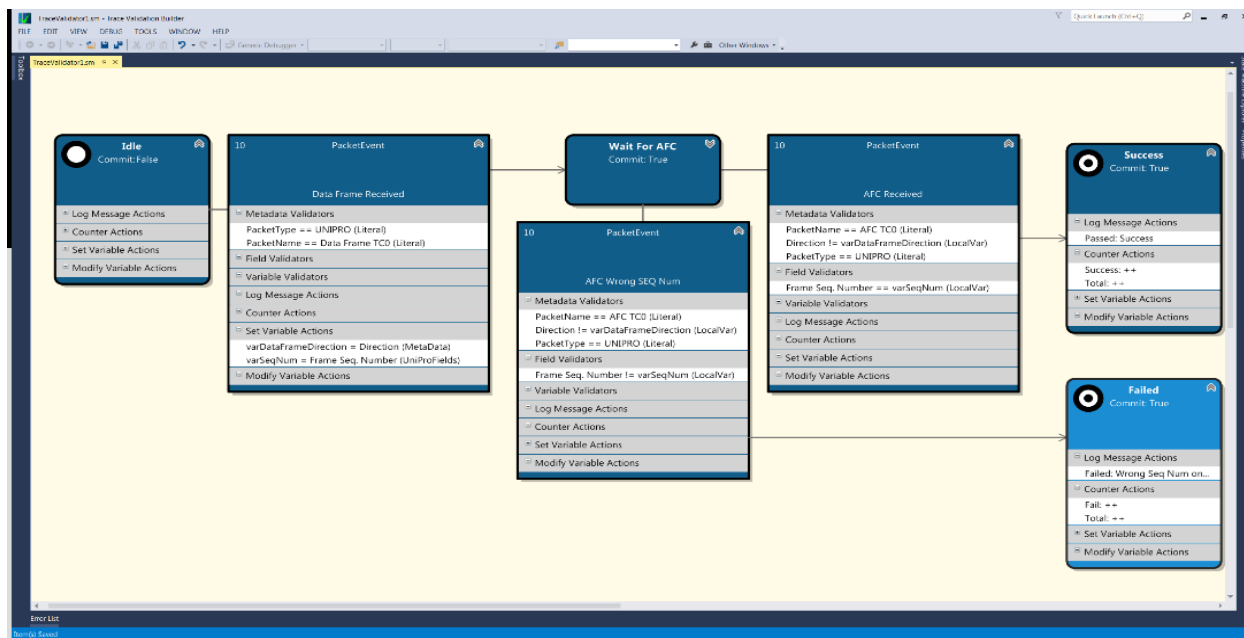 TraceValidator1.sm - Trace Validation Builder
Quick Launch (Ctrl+Q)
FILE EDIT VIEW DEBUG TOOLS WINDOW HELP
Generic Debugger
Other Windows
Toolbox
TraceValidator1.sm
Idle
Commit:False
Log Message Actions
Counter Actions
Set Variable Actions
Modify Variable Actions
10 PacketEvent
Data Frame Received
Metadata Validators
PacketType == UNIPRO (Literal)
PacketName == Data Frame TC0 (Literal)
Field Validators
Variable Validators
Log Message Actions
Counter Actions
Set Variable Actions
varDataFrameDirection = Direction (MetaData)
varSeqNum = Frame Seq. Number (UniProFields)
Modify Variable Actions
Wait For AFC
Commit: True
10 PacketEvent
AFC Wrong SEQ Num
Metadata Validators
PacketName == AFC TC0 (Literal)
Direction != varDataFrameDirection (LocalVar)
PacketType == UNIPRO (Literal)
Field Validators
Frame Seq. Number != varSeqNum (LocalVar)
Variable Validators
Log Message Actions
Counter Actions
Set Variable Actions
Modify Variable Actions
10 PacketEvent
AFC Received
Metadata Validators
PacketName == AFC TC0 (Literal)
Direction != varDataFrameDirection (LocalVar)
PacketType == UNIPRO (Literal)
Field Validators
Frame Seq. Number == varSeqNum (LocalVar)
Variable Validators
Log Message Actions
Counter Actions
Set Variable Actions
Modify Variable Actions
Success
Commit: True
Log Message Actions
Passed: Success
Counter Actions
Success: ++
Total: ++
Set Variable Actions
Modify Variable Actions
Failed
Commit: True
Log Message Actions
Failed: Wrong Seq Num on...
Counter Actions
Fail: ++
Total: ++
Set Variable Actions
Modify Variable Actions
Error List
Item(s) Saved